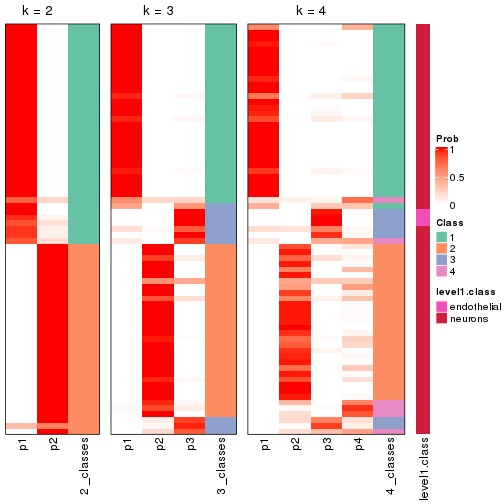 k = 2
k = 3
k = 4
p1
p2
2_classes
p1
p2
p3
3_classes
p1
p2
p3
p4
4_classes
level1.class
Prob
1
0.5
0
Class
1
2
3
4
level1.class
endothelial
neurons